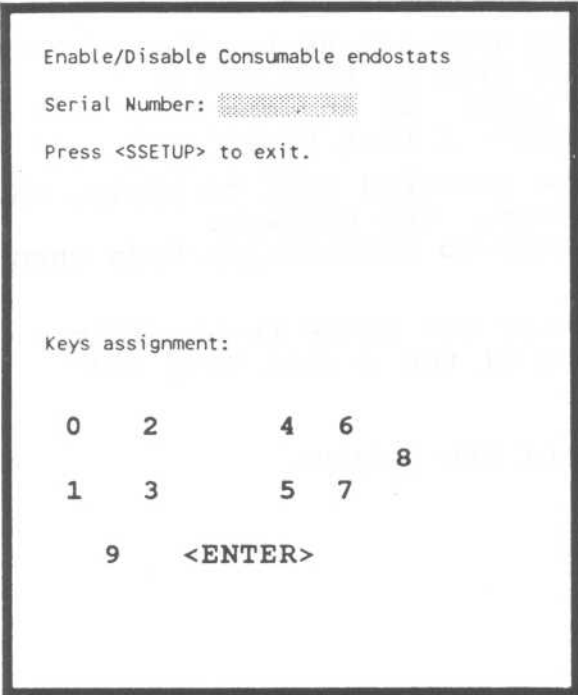 Enable/Disable Consumable endostats
Serial Number:
Press <SSETUP> to exit.
Keys assignment:
0 2 4 6
8
1 3 5 7
9 <ENTER>